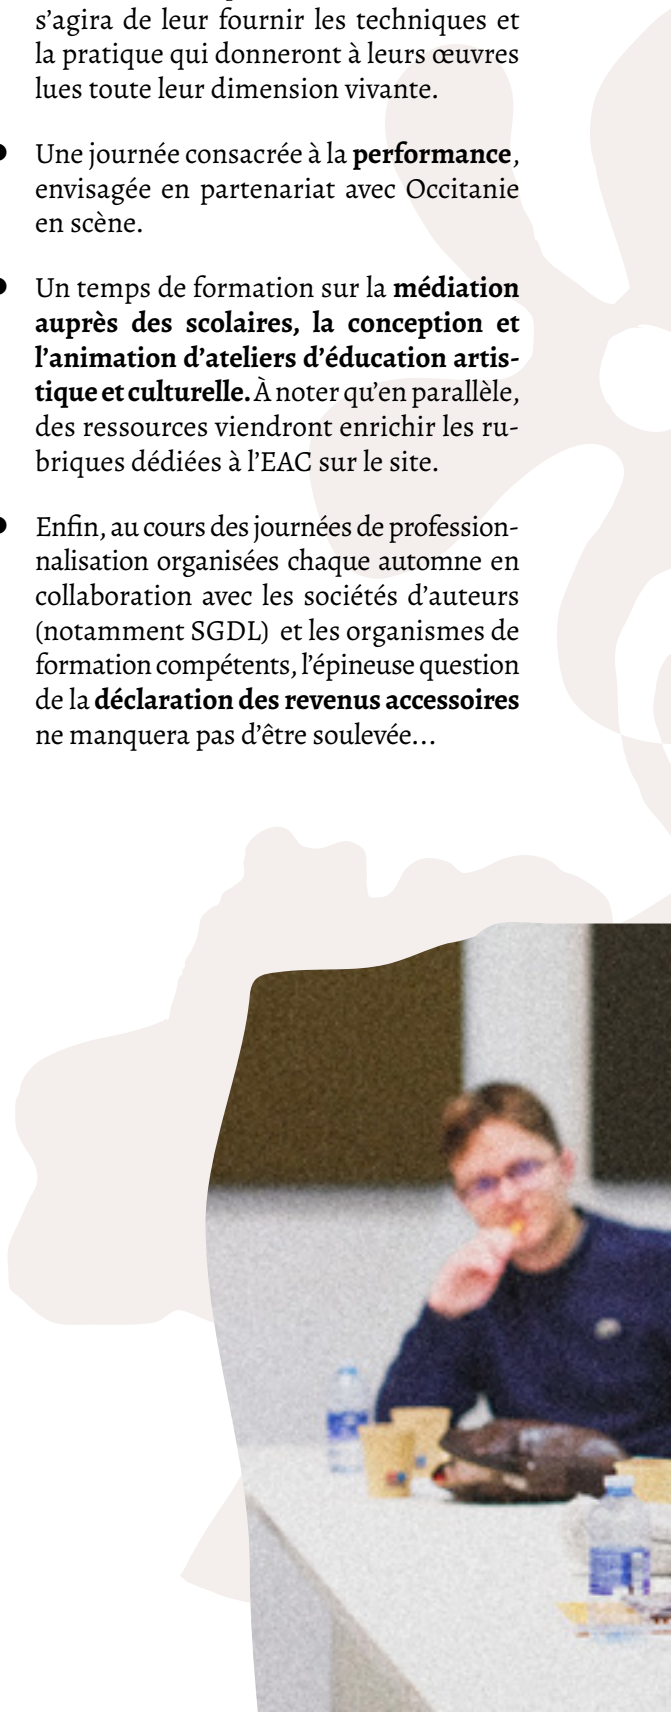 s’agira de leur fournir les techniques et
la pratique qui donneront à leurs œuvres
lues toute leur dimension vivante.
● Une journée consacrée à la performance,
envisagée en partenariat avec Occitanie
en scène.
● Un temps de formation sur la médiation
auprès des scolaires, la conception et
l’animation d’ateliers d’éducation artis-
tique et culturelle. À noter qu’en parallèle,
des ressources viendront enrichir les ru-
briques dédiées à l’EAC sur le site.
● Enfin, au cours des journées de profession-
nalisation organisées chaque automne en
collaboration avec les sociétés d’auteurs
(notamment SGDL) et les organismes de
formation compétents, l’épineuse question
de la déclaration des revenus accessoires
ne manquera pas d’être soulevée...